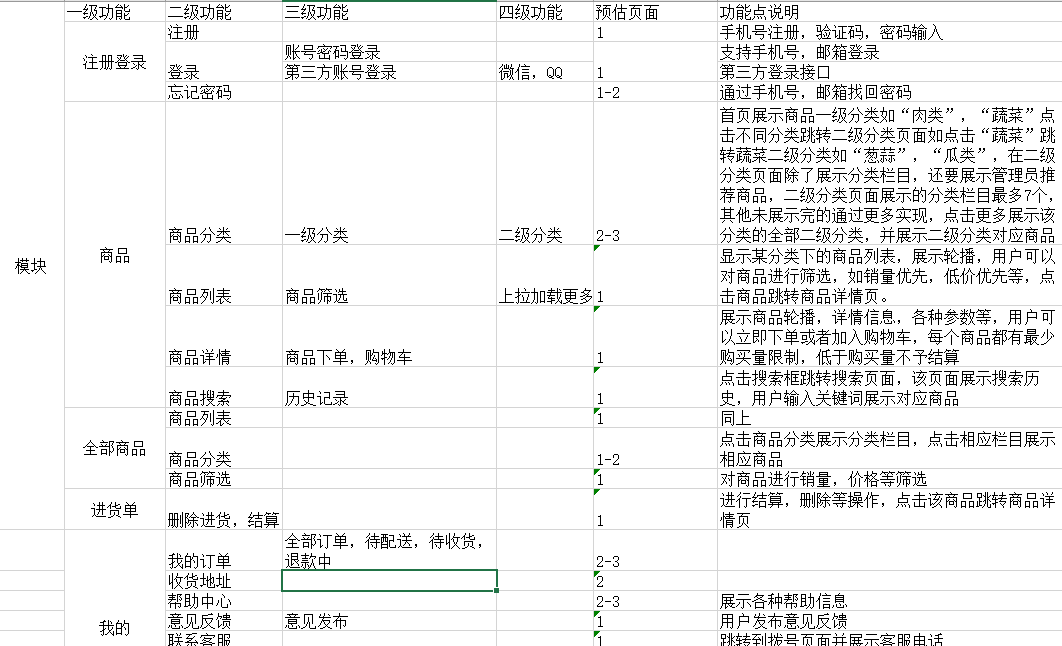 一级功能 二级功能 三级功能 四级功能 预估页面 功能点说明
注册 1 手机号注册，验证码，密码输入
注册登录
账号密码登录 支持手机号，邮箱登录
登录 第三方账号登录 微信，QQ 1 第三方登录接口
忘记密码 1-2 通过手机号，邮箱找回密码
首页展示商品一级分类如“肉类”，“蔬菜”点
击不同分类跳转二级分类页面如点击“蔬菜”跳
转蔬菜二级分类如“葱蒜”，“瓜类”，在二级
分类页面除了展示分类栏目，还要展示管理员推
荐商品，二级分类页面展示的分类栏目最多7个，
其他未展示完的通过更多实现，点击更多展示该
商品分类 一级分类 二级分类 2-3 分类的全部二级分类，并展示二级分类对应商品
商品
模块
显示某分类下的商品列表，展示轮播，用户可以
对商品进行筛选，如销量优先，低价优先等，点
商品列表 商品筛选 上拉加载更多 1 击商品跳转商品详情页。
展示商品轮播，详情信息，各种参数等，用户可
以立即下单或者加入购物车，每个商品都有最少
商品详情 商品下单，购物车 1 购买量限制，低于购买量不予结算
点击搜索框跳转搜索页面，该页面展示搜索历
商品搜索 历史记录 1 史，用户输入关键词展示对应商品
商品列表 1 同上
全部商品
点击商品分类展示分类栏目，点击相应栏目展示
商品分类 1-2 相应商品
商品筛选 1 对商品进行销量，价格等筛选
进货单
进行结算，删除等操作，点击该商品跳转商品详
删除进货，结算 1 情页
全部订单，待配送，待收货，
我的订单 退款中 2-3
收货地址 2
帮助中心 2-3 展示各种帮助信息
我的
意见反馈 意见发布 1 用户发布意见反馈
联系客服 1 跳转到拨号页面并展示客服电话